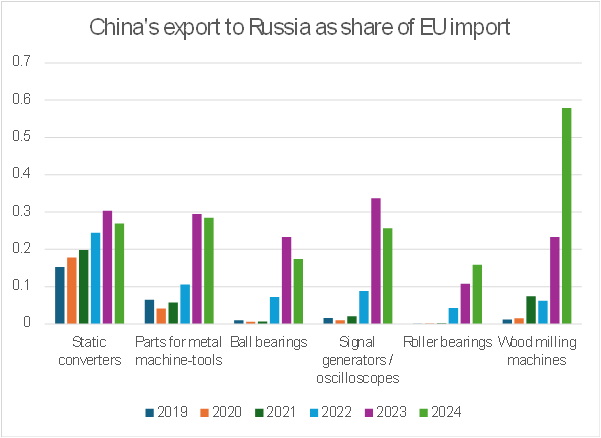 China's export to Russia as share of EU import
0.7
0.6
0.5
0.4
0.3
0.2
0.1
0
Static
converters
Parts for metal
machine-tools
Ball bearings
Signal
generators /
oscilloscopes
Roller bearings
Wood milling
machines
2019 2020 2021 2022 2023 2024